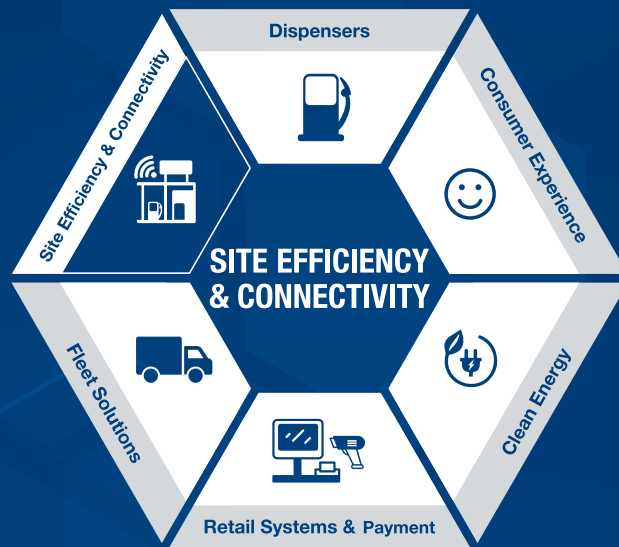 Dispensers
Site Efficiency & Connectivity
Consumer Experience
SITE EFFICIENCY
& CONNECTIVITY
Fleet Solutions
Clean Energy
Retail Systems & Payment